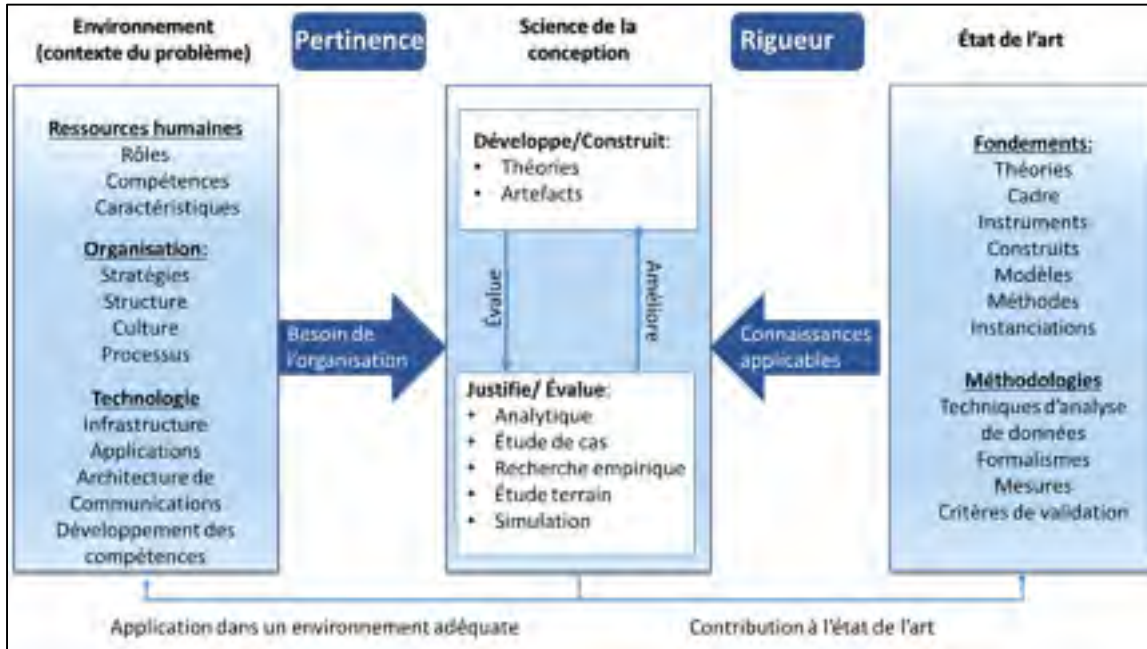 Environnement
(contexte du problème)
Pertinence
Science de la
conception
Rigueur
État de l'art
Ressources humaines
Rôles
Compétences
Caractéristiques
Organisation:
Stratégies
Structure
Culture
Processus
Technologie
Infrastructure
Applications
Architecture de
Communications
Développement des
compétences
Besoin de
l'organisation
Développe/Construit:
• Théories
• Artefacts
Évalue
Améliore
Justifie/ Évalue:
• Analytique
• Étude de cas
• Recherche empirique
• Étude terrain
• Simulation
Connaissances
applicables
Fondements:
Théories
Cadre
Instruments
Construits
Modèles
Méthodes
Instanciations
Méthodologies
Techniques d'analyse
de données
Formalismes
Mesures
Critères de validation
Application dans un environnement adéquate
Contribution à l'état de l'art